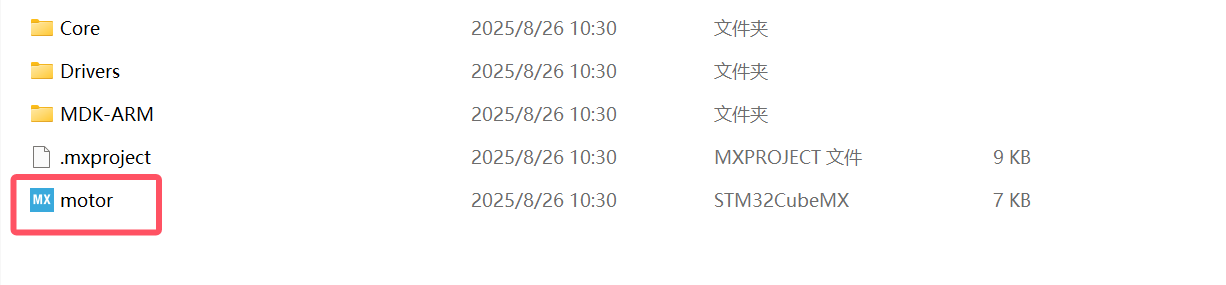 Core 2025/8/26 10:30 文件夹
Drivers 2025/8/26 10:30 文件夹
MDK-ARM 2025/8/26 10:30 文件夹
.mxproject 2025/8/26 10:30 MXPROJECT 文件 9 KB
MX motor 2025/8/26 10:30 STM32CubeMX 7 KB